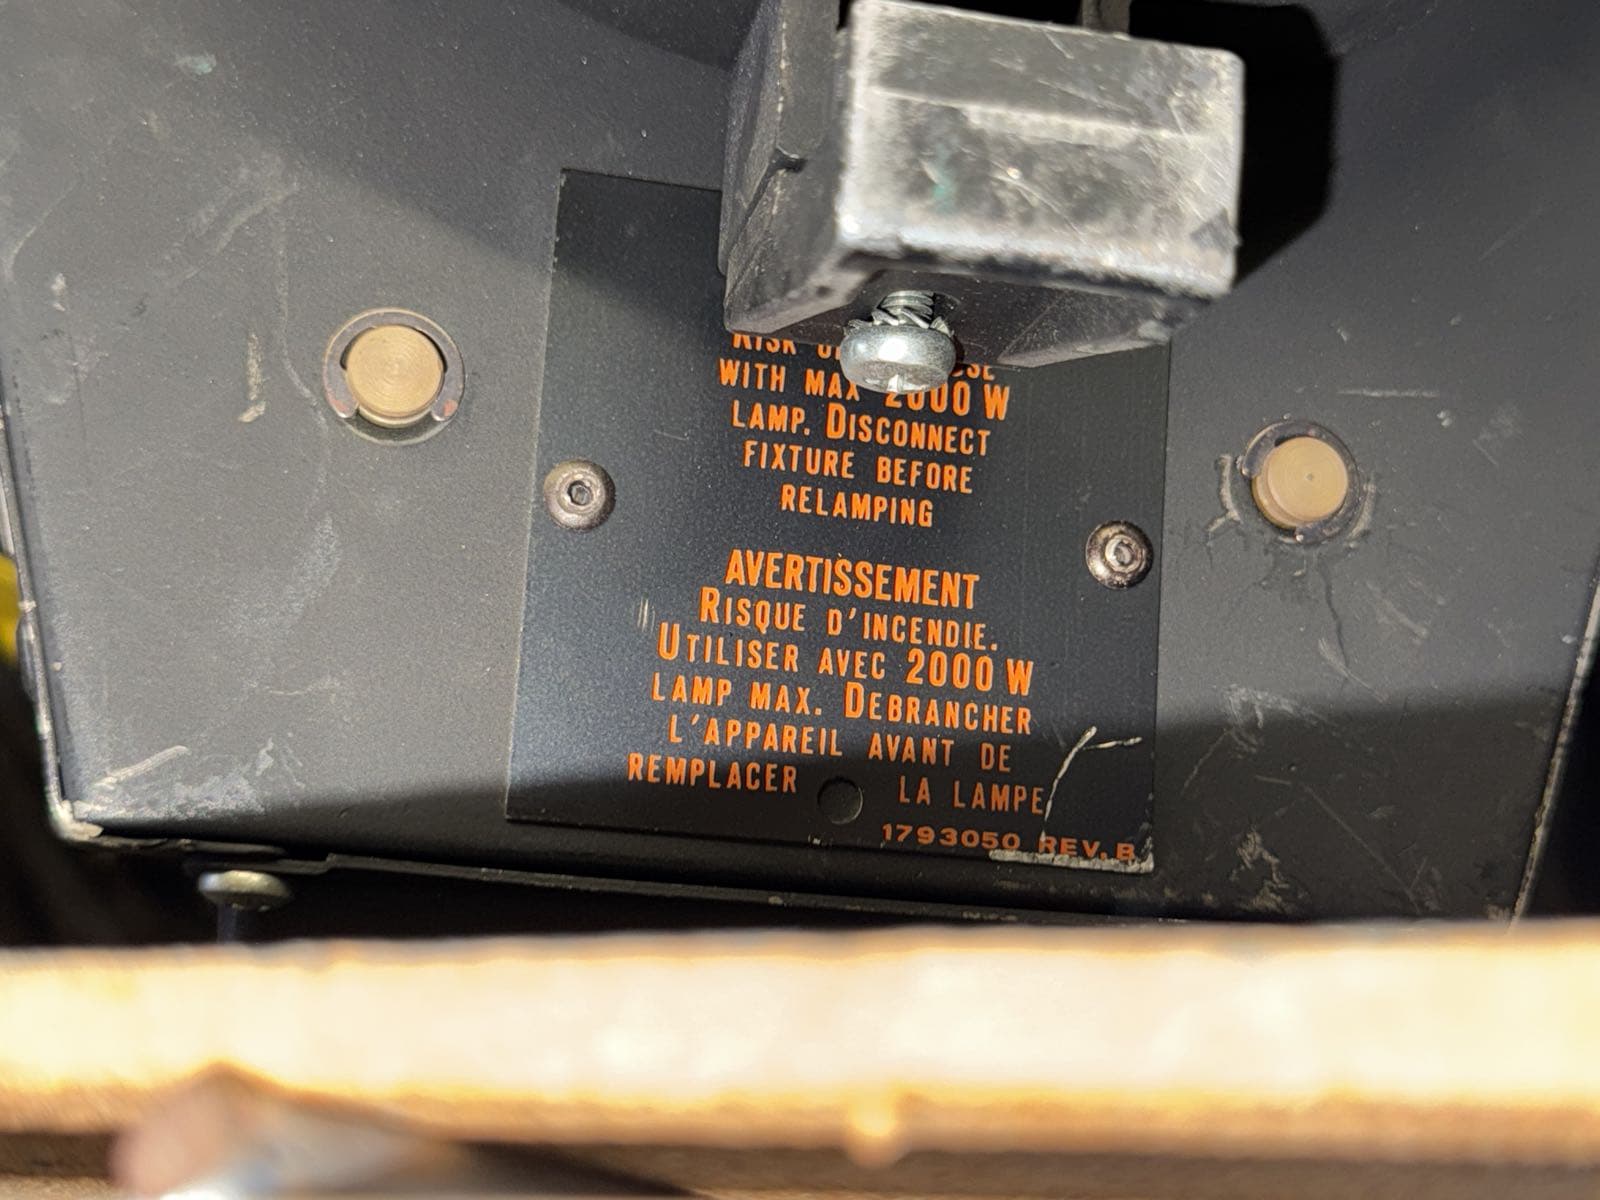 RISK
WITH MAX 2000 W
LAMP. DISCONNECT
FIXTURE BEFORE
RELAMPING
AVERTISSEMENT
RISQUE D'INCENDIE.
UTILISER AVEC 2000 W
LAMP MAX. DEBRANCHER
L'APPAREIL AVANT DE
REMPLACER LA LAMPE
1793050 REV. B